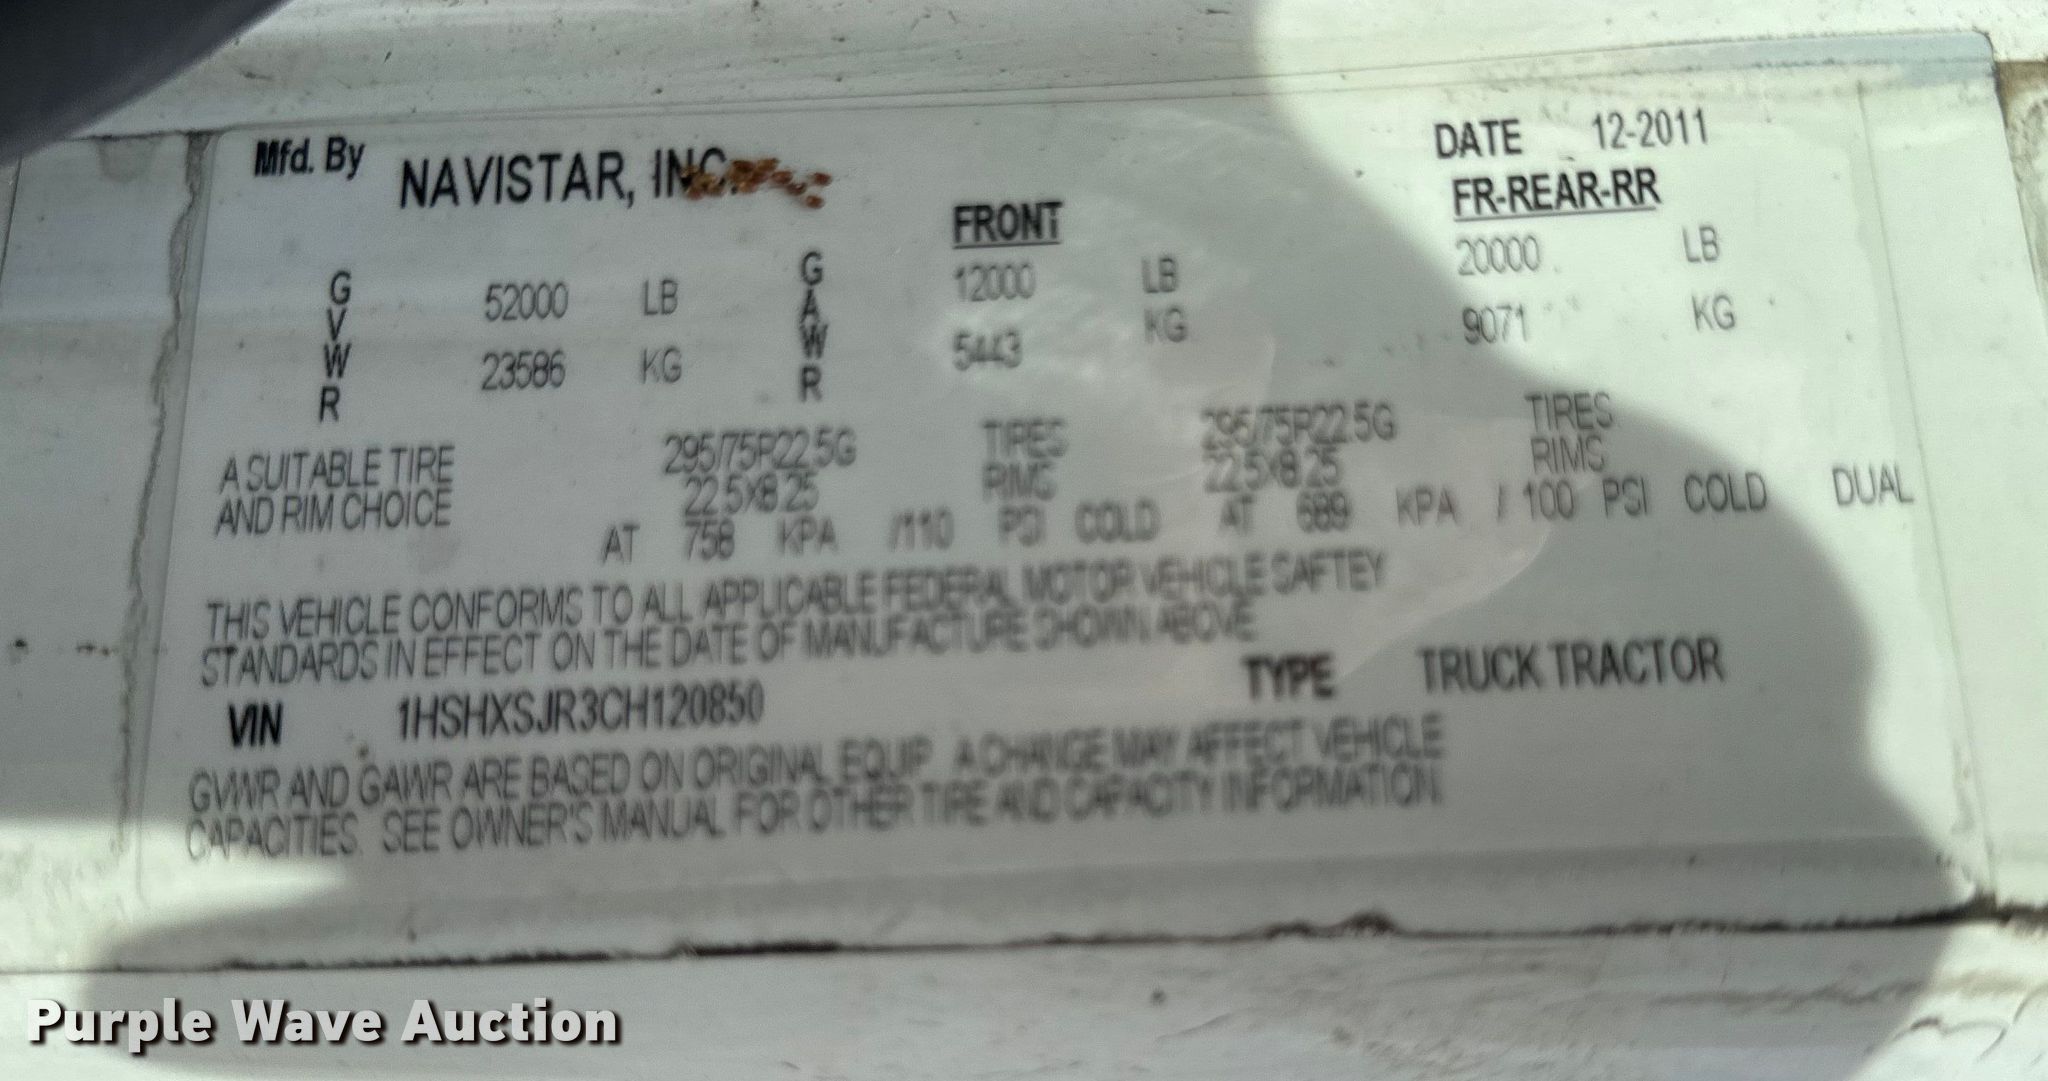 Mfd. By NAVISTAR, INC. DATE 12-2011
FRONT FR-REAR-RR
GVWR 52000 LB GAWR 12000 LB 20000 LB
23586 KG 5443 KG 9071 KG
A SUITABLE TIRE 295/75R22.5G TIRES 295/75R22.5G TIRES
AND RIM CHOICE 22.5X8.25 RIMS 22.5X8.25 RIMS
AT 758 KPA /110 PSI COLD AT 689 KPA / 100 PSI COLD DUAL
THIS VEHICLE CONFORMS TO ALL APPLICABLE FEDERAL MOTOR VEHICLE SAFTEY
STANDARDS IN EFFECT ON THE DATE OF MANUFACTURE SHOWN ABOVE
VIN 1HSHXSJR3CH120850 TYPE TRUCK TRACTOR
GVWR AND GAWR ARE BASED ON ORIGINAL EQUIP. A CHANGE MAY AFFECT VEHICLE
CAPACITIES. SEE OWNER'S MANUAL FOR OTHER TIRE AND CAPACITY INFORMATION.
Purple Wave Auction